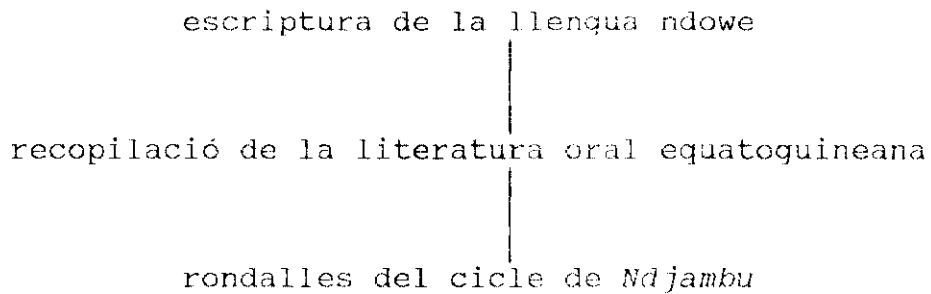 escriptura de la llengua ndowe
recopilació de la literatura oral equatoguineana
rondalles del cicle de Ndjambu